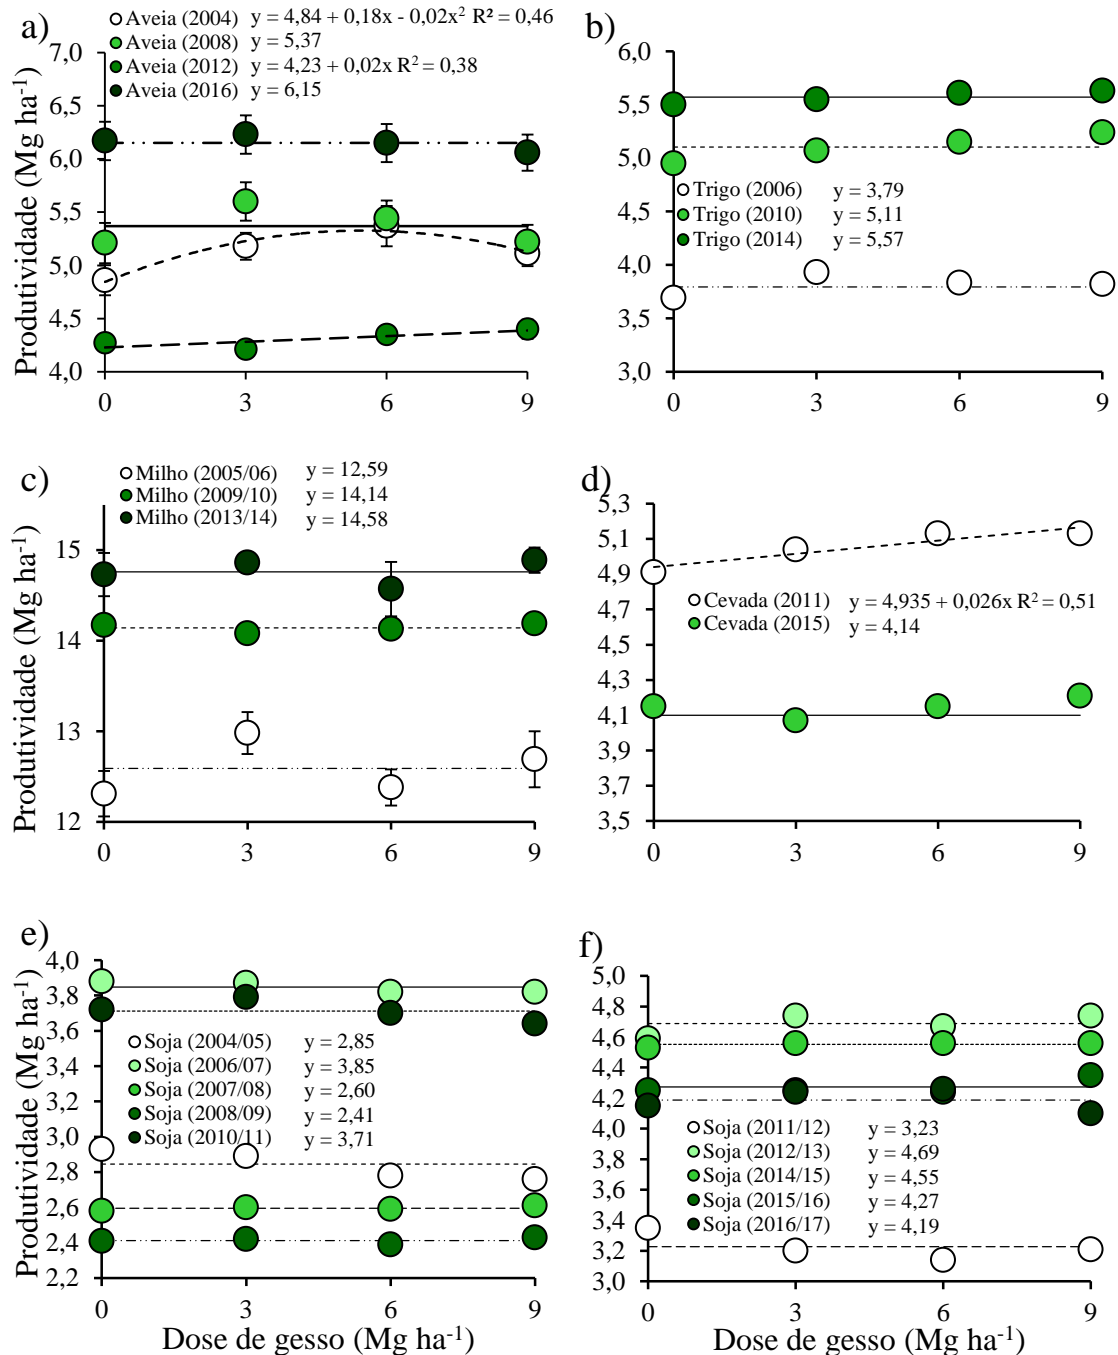 a)
Aveia (2004) y = 4,84 + 0,18x - 0,02x² R² = 0,46
Aveia (2008) y = 5,37
Aveia (2012) y = 4,23 + 0,02x R² = 0,38
Aveia (2016) y = 6,15
Produtividade (Mg ha⁻¹)
7,0
6,5
6,0
5,5
5,0
4,5
4,0
0 3 6 9
b)
6,0
5,5
5,0
4,5
4,0
3,5
3,0
Trigo (2006) y = 3,79
Trigo (2010) y = 5,11
Trigo (2014) y = 5,57
0 3 6 9
c)
Milho (2005/06) y = 12,59
Milho (2009/10) y = 14,14
Milho (2013/14) y = 14,58
Produtividade (Mg ha⁻¹)
15
14
13
12
0 3 6 9
d)
5,3
5,1
4,9
4,7
4,5
4,3
4,1
3,9
3,7
3,5
Cevada (2011) y = 4,935 + 0,026x R² = 0,51
Cevada (2015) y = 4,14
0 3 6 9
e)
Produtividade (Mg ha⁻¹)
4,0
3,8
3,6
3,4
3,2
3,0
2,8
2,6
2,4
2,2
Soja (2004/05) y = 2,85
Soja (2006/07) y = 3,85
Soja (2007/08) y = 2,60
Soja (2008/09) y = 2,41
Soja (2010/11) y = 3,71
0 3 6 9
Dose de gesso (Mg ha⁻¹)
f)
5,0
4,8
4,6
4,4
4,2
4,0
3,8
3,6
3,4
3,2
3,0
Soja (2011/12) y = 3,23
Soja (2012/13) y = 4,69
Soja (2014/15) y = 4,55
Soja (2015/16) y = 4,27
Soja (2016/17) y = 4,19
0 3 6 9
Dose de gesso (Mg ha⁻¹)